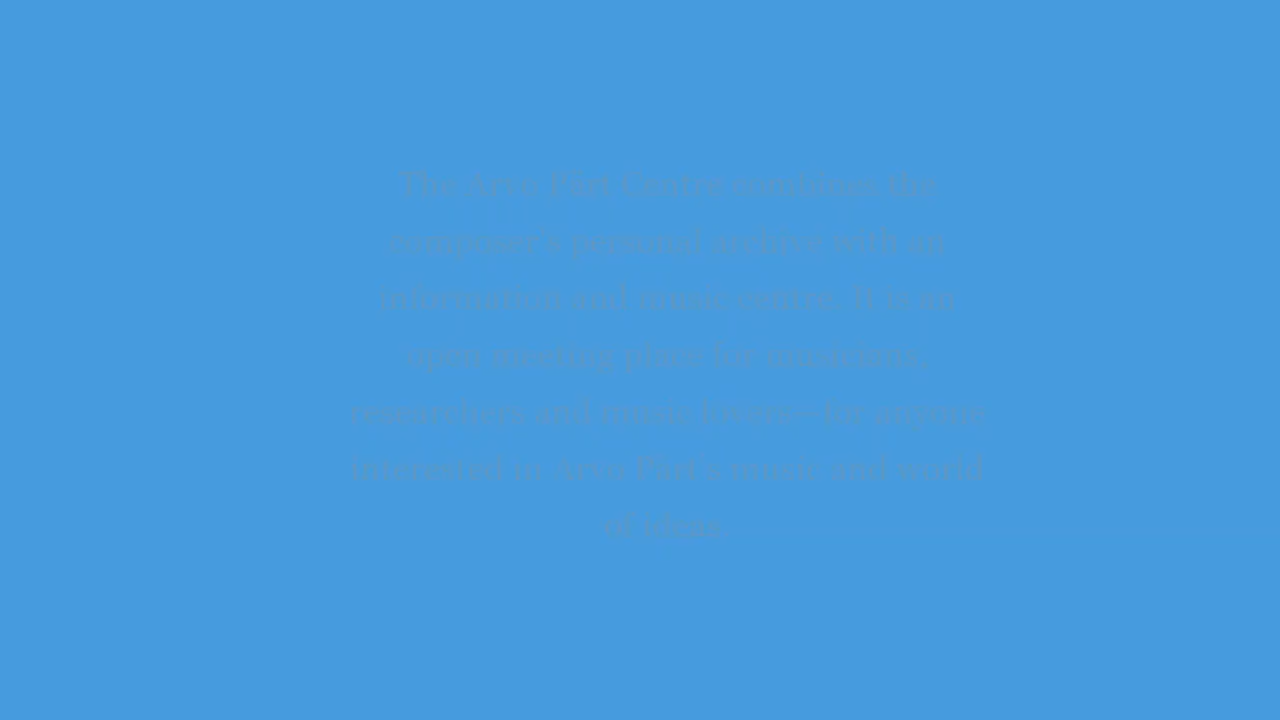 The Arvo Pärt Centre combines the
composer's personal archive with an
information and music centre. It is an
open meeting place for musicians,
researchers and music lovers—for anyone
interested in Arvo Pärt's music and world
of ideas.